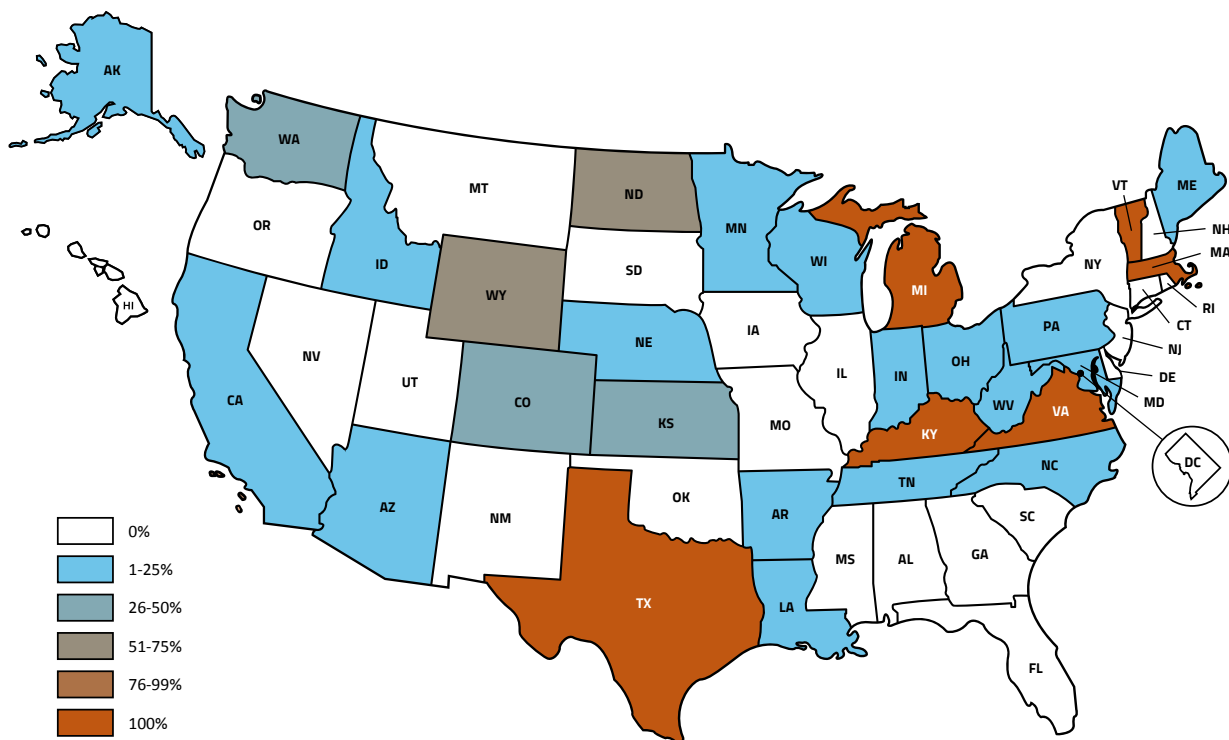 AK
WA
MT
ND
MN
VT
ME
NH
OR
ID
WI
NY
MA
SD
MI
RI
HI
WY
CT
IA
PA
NJ
NE
NV
UT
IL
IN
OH
DE
CA
CO
MD
WV
VA
KS
MO
KY
DC
NC
TN
AZ
NM
OK
AR
SC
0%
MS
AL
GA
1-25%
TX
LA
26-50%
51-75%
FL
76-99%
100%